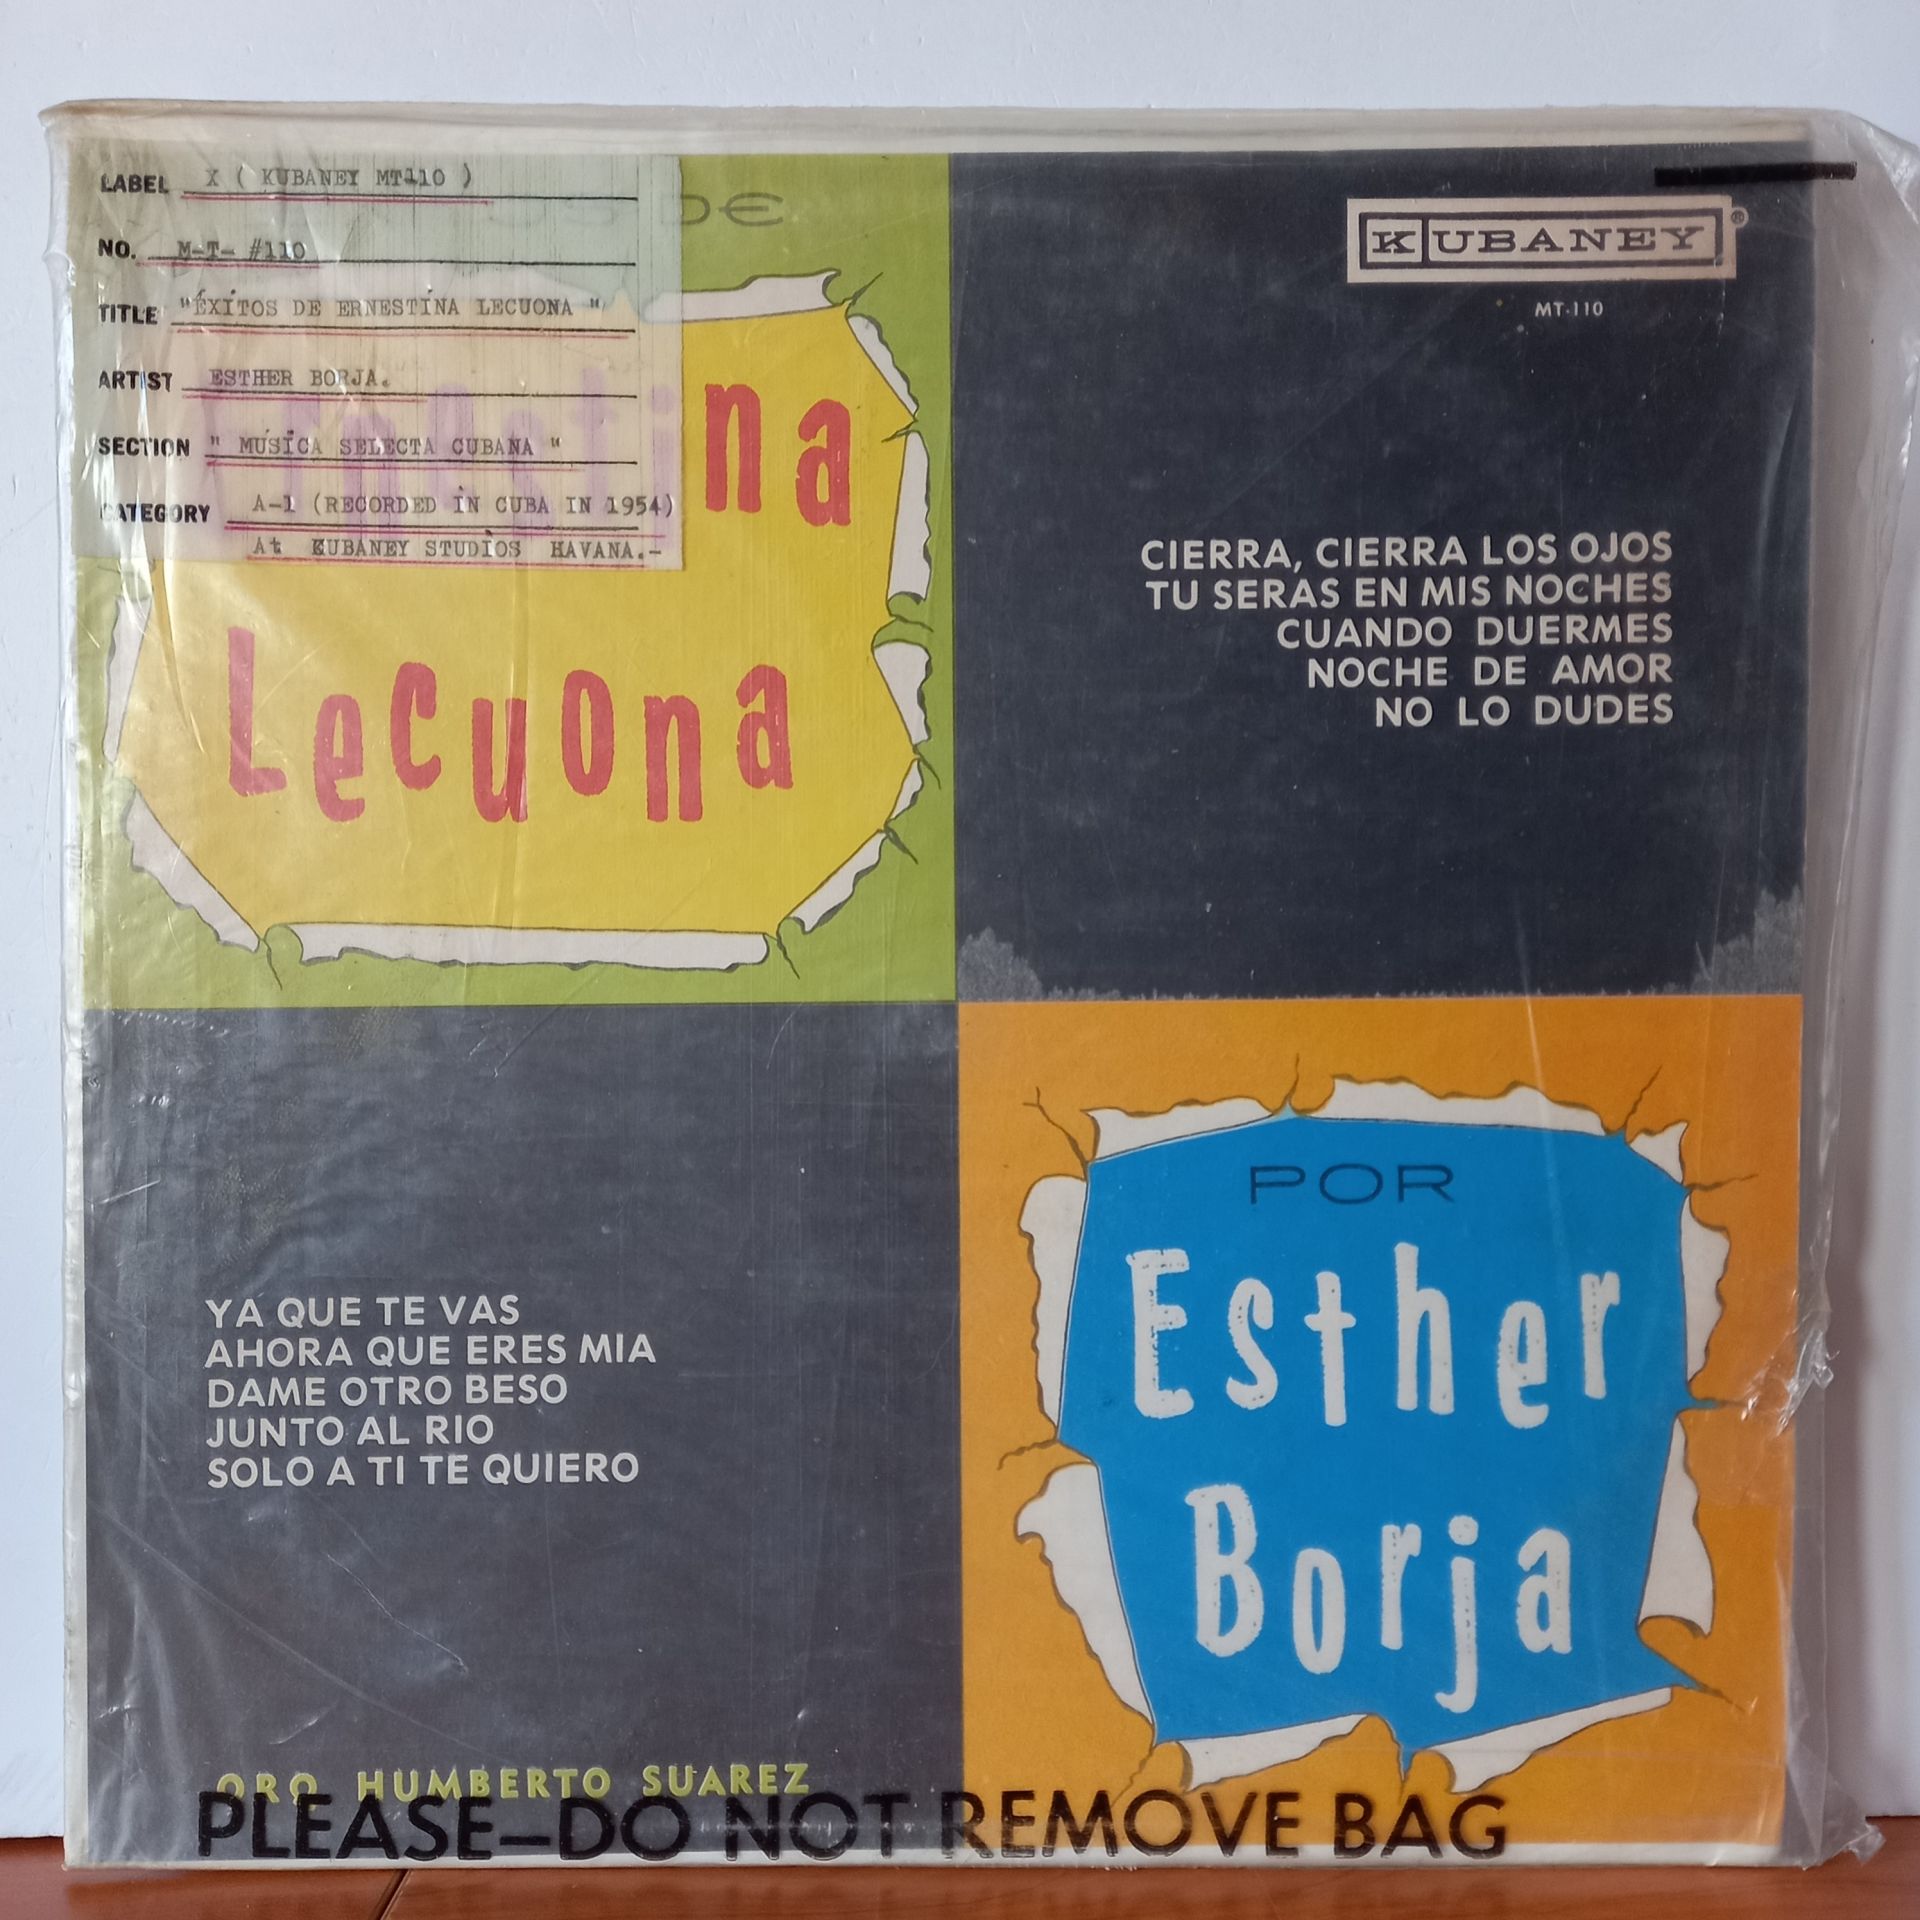 LABEL X ( KUBANEY MT-110 )
NO. M-T- #110
TITLE "ÉXITOS DE ERNESTINA LECUONA "
ARTIST ESTHER BORJA.
SECTION " MÚSICA SELECTA CUBANA "
CATEGORY A-1 (RECORDED IN CUBA IN 1954)
At KUBANEY STUDIOS HAVANA.-
DE
Ernestina
Lecuona
KUBANEY®
MT-110
CIERRA, CIERRA LOS OJOS
TU SERAS EN MIS NOCHES
CUANDO DUERMES
NOCHE DE AMOR
NO LO DUDES
YA QUE TE VAS
AHORA QUE ERES MIA
DAME OTRO BESO
JUNTO AL RIO
SOLO A TI TE QUIERO
POR
Esther
Borja
ORQ HUMBERTO SUAREZ
PLEASE—DO NOT REMOVE BAG